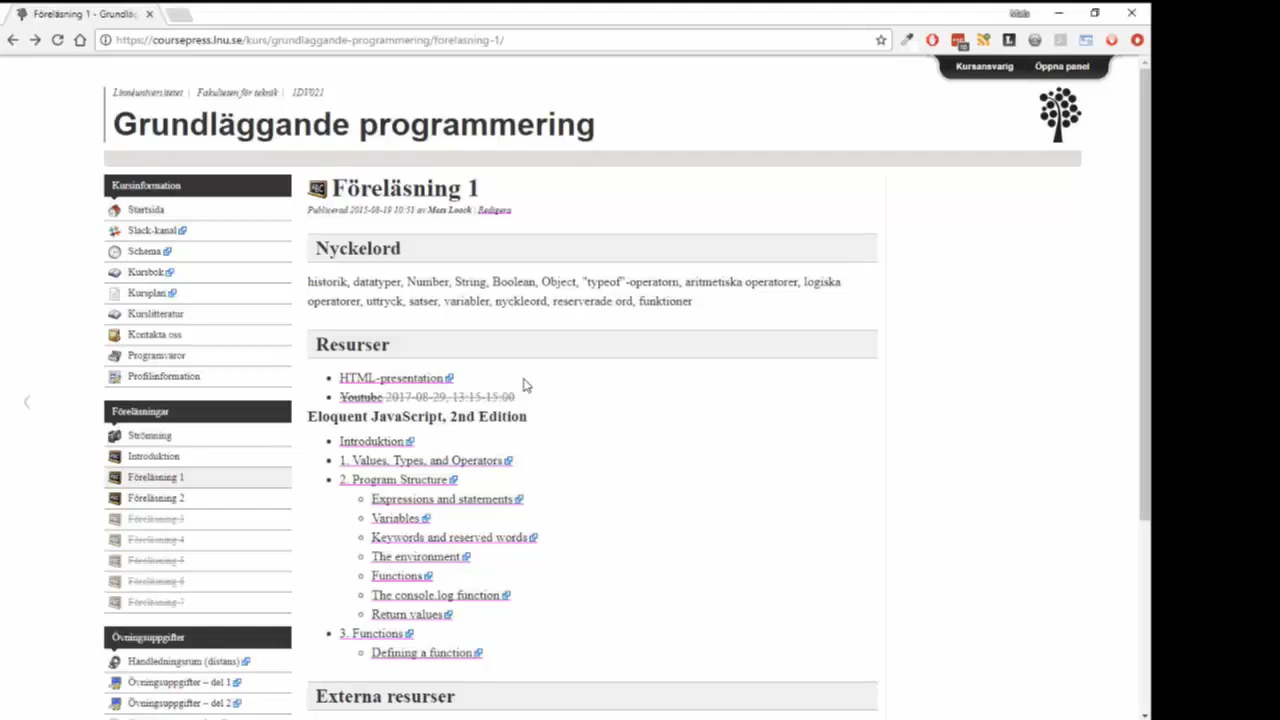 Föreläsning 1 - Grundläg
https://coursepress.lnu.se/kurs/grundlaggande-programmering/forelasning-1/
Kursansvarig Öppna panel
Linnéuniversitetet | Fakulteten för teknik | 1DV021
Grundläggande programmering
Kursinformation
Startsida
Slack-kanal
Schema
Kursbok
Kursplan
Kurslitteratur
Kontakta oss
Programvaror
Profilinformation
Föreläsningar
Strömning
Introduktion
Föreläsning 1
Föreläsning 2
Föreläsning 3
Föreläsning 4
Föreläsning 5
Föreläsning 6
Föreläsning 7
Övningsuppgifter
Handledningsrum (distans)
Övningsuppgifter – del 1
Övningsuppgifter – del 2
Föreläsning 1
Publicerad 2015-08-19 10:51 av Mats Loock | Redigera
Nyckelord
historik, datatyper, Number, String, Boolean, Object, "typeof"-operatorn, aritmetiska operatorer, logiska
operatorer, uttryck, satser, variabler, nyckleord, reserverade ord, funktioner
Resurser
HTML-presentation
Youtube 2017-08-29, 13:15-15:00
Eloquent JavaScript, 2nd Edition
Introduktion
1. Values, Types, and Operators
2. Program Structure
Expressions and statements
Variables
Keywords and reserved words
The environment
Functions
The console.log function
Return values
3. Functions
Defining a function
Externa resurser